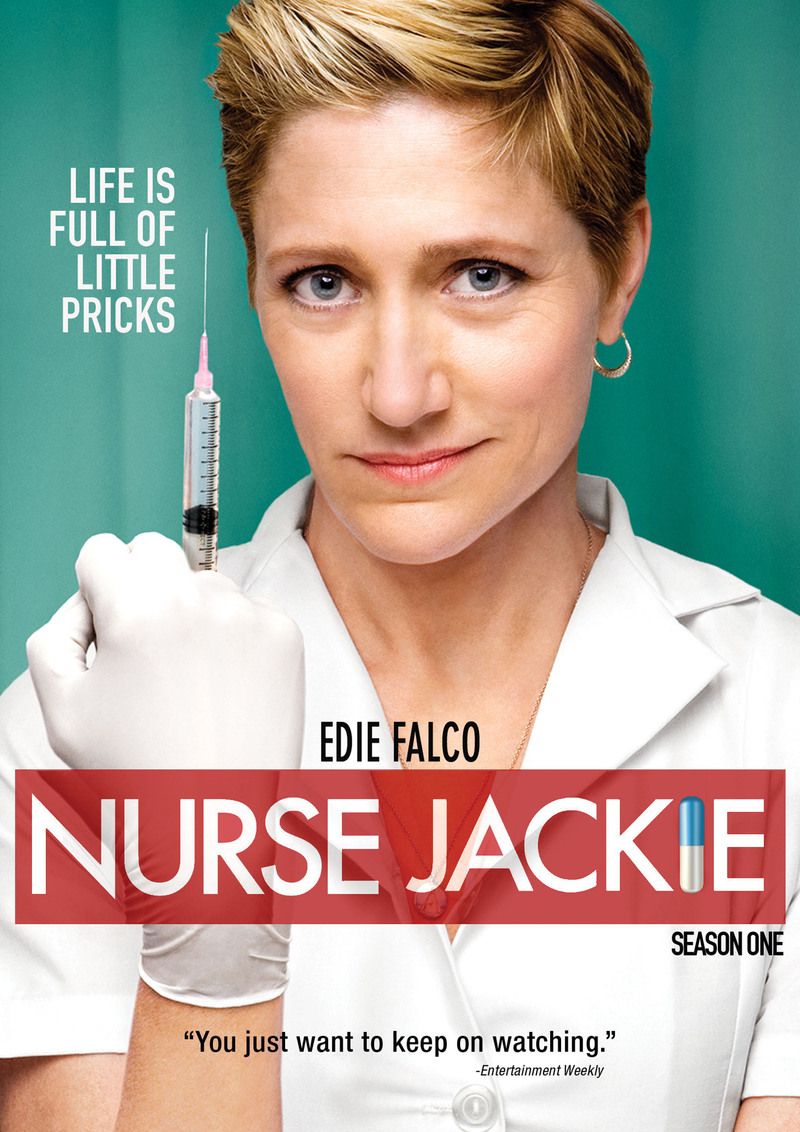 LIFE IS
FULL OF
LITTLE
PRICKS
EDIE FALCO
NURSE JACKIE
SEASON ONE
“You just want to keep on watching.”
-Entertainment Weekly